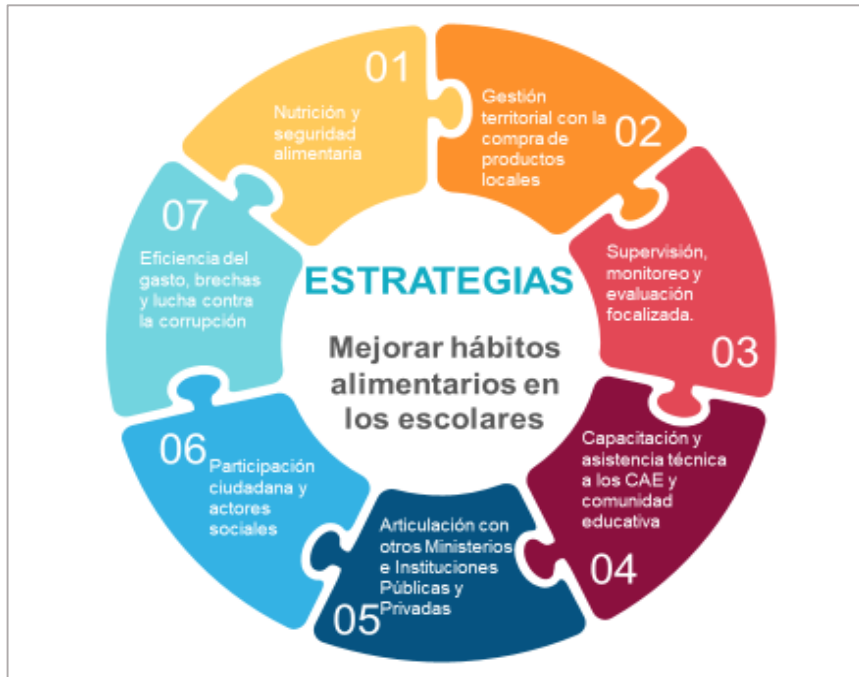 01
Nutrición y
seguridad
alimentaria
Gestión
territorial con la
compra de
productos
locales
02
Supervisión,
monitoreo y
evaluación
focalizada.
03
Capacitación y
asistencia técnica
a los CAE y
comunidad
educativa
04
Articulación con
otros Ministerios
e Instituciones
Públicas y
Privadas
05
06
Participación
ciudadana y
actores
sociales
07
Eficiencia del
gasto, brechas
y lucha contra
la corrupción
ESTRATEGIAS
Mejorar hábitos
alimentarios en
los escolares